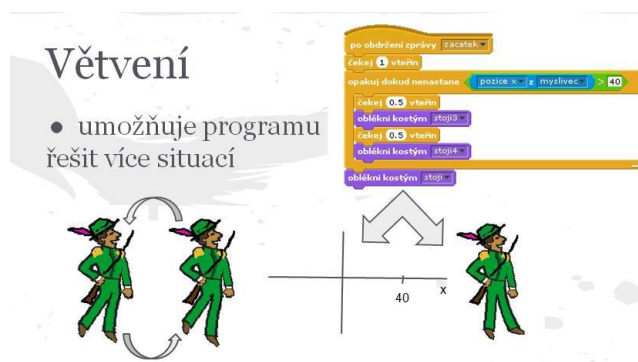 Větvení
● umožňuje programu
řešit více situací
po obdržení zprávy začátek
čekej 1 vteřin
opakuj dokud nenastane pozice x z myslivec > 40
čekej 0.5 vteřin
oblékni kostým stoji3
čekej 0.5 vteřin
oblékni kostým stoji4
oblékni kostým stoji
40
x